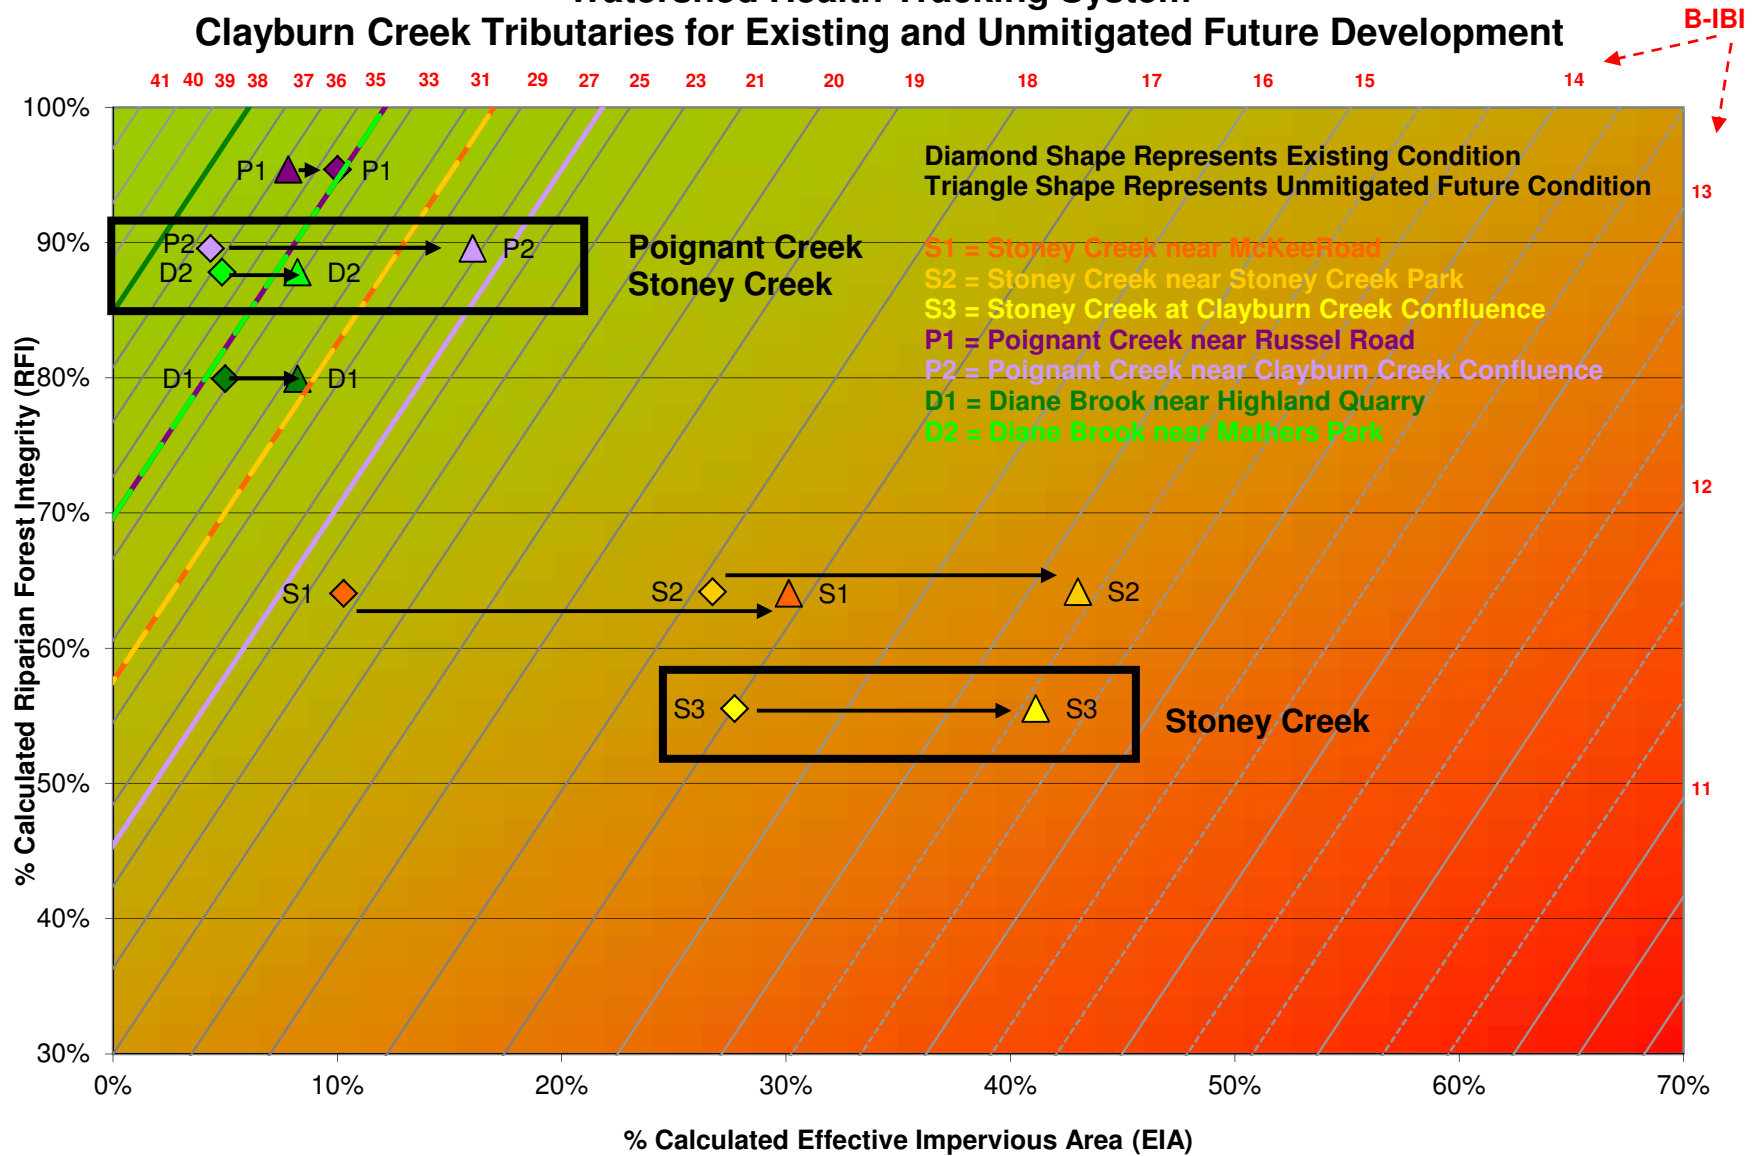 Watershed Health Tracking System
Clayburn Creek Tributaries for Existing and Unmitigated Future Development
B-IBI
41 40 39 38 37 36 35 33 31 29 27 25 23 21 20 19 18 17 16 15 14
100%
P1 P1
Diamond Shape Represents Existing Condition
Triangle Shape Represents Unmitigated Future Condition
13
90%
P2 P2
D2 D2
Poignant Creek
Stoney Creek
S1 = Stoney Creek near McKeeRoad
S2 = Stoney Creek near Stoney Creek Park
S3 = Stoney Creek at Clayburn Creek Confluence
P1 = Poignant Creek near Russel Road
P2 = Poignant Creek near Clayburn Creek Confluence
D1 = Diane Brook near Highland Quarry
D2 = Diane Brook near Mathers Park
80%
D1 D1
12
70%
S1 S2 S1 S2
60%
S3 S3
Stoney Creek
50%
11
40%
30%
% Calculated Riparian Forest Integrity (RFI)
0% 10% 20% 30% 40% 50% 60% 70%
% Calculated Effective Impervious Area (EIA)